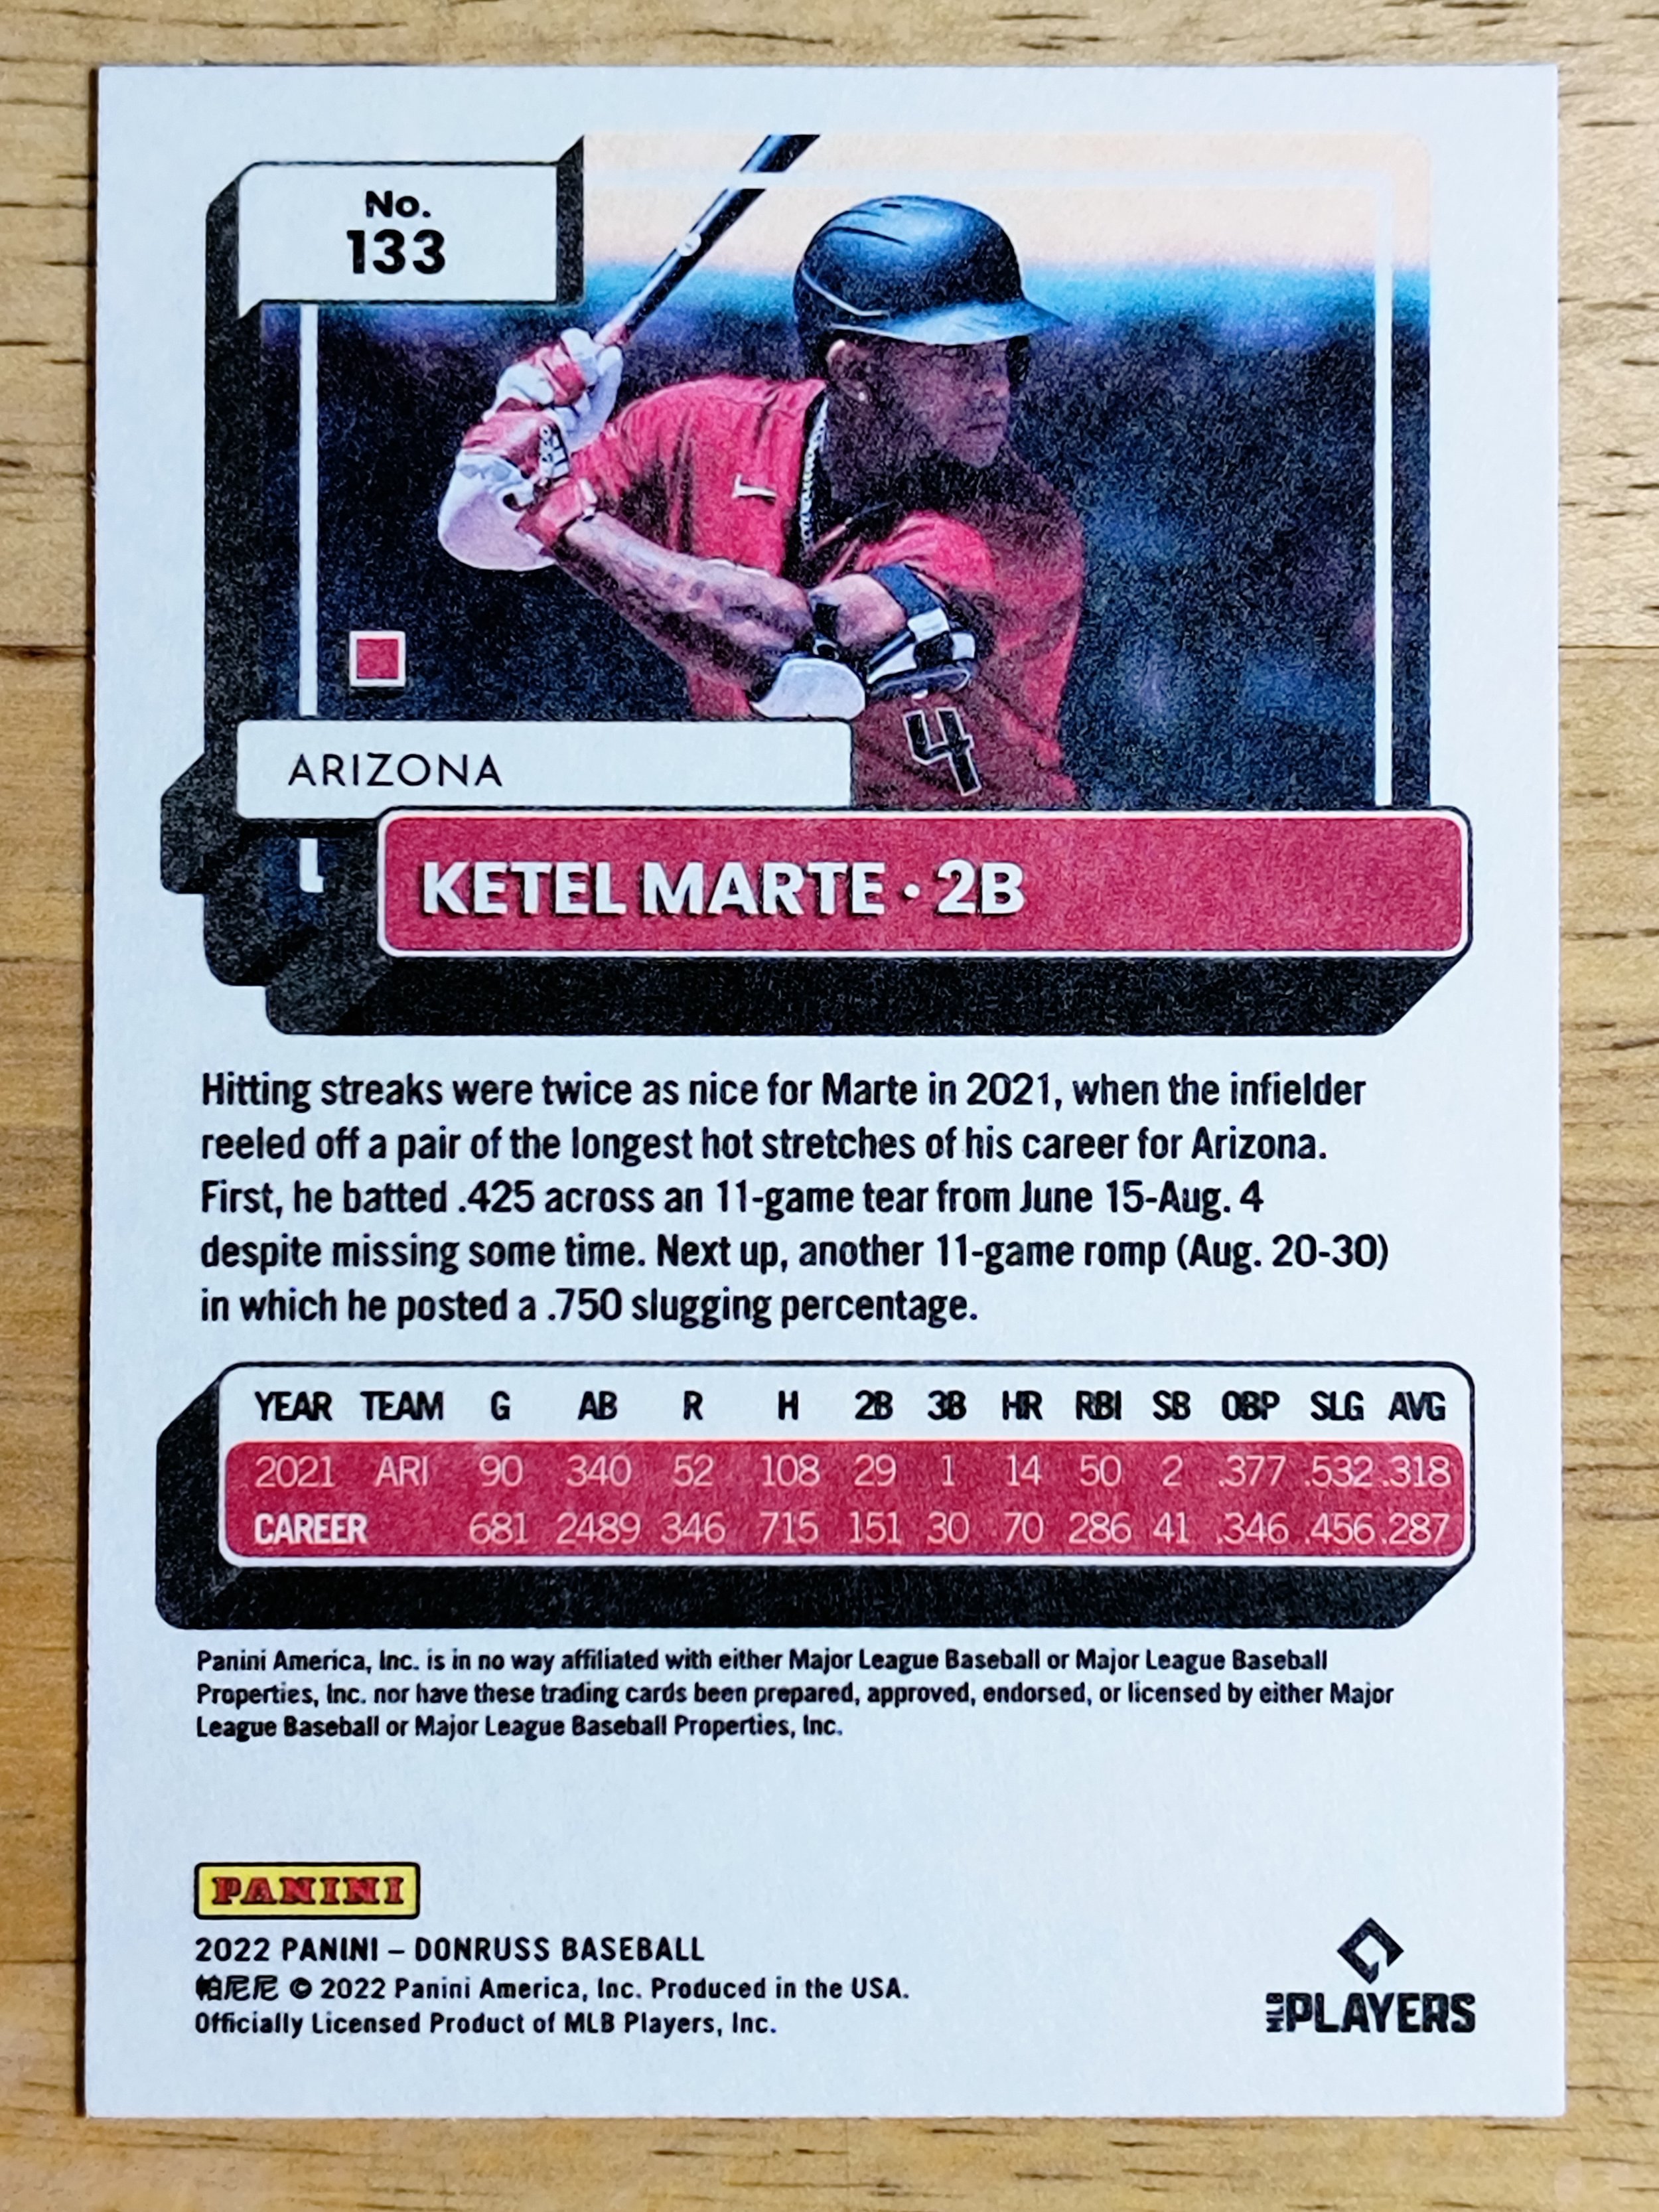 No.
133
4
ARIZONA
KETEL MARTE • 2B
Hitting streaks were twice as nice for Marte in 2021, when the infielder
reeled off a pair of the longest hot stretches of his career for Arizona.
First, he batted .425 across an 11-game tear from June 15-Aug. 4
despite missing some time. Next up, another 11-game romp (Aug. 20-30)
in which he posted a .750 slugging percentage.
YEAR TEAM G AB R H 2B 3B HR RBI SB OBP SLG AVG
2021 ARI 90 340 52 108 29 1 14 50 2 .377 .532 .318
CAREER 681 2489 346 715 151 30 70 286 41 .346 .456 .287
Panini America, Inc. is in no way affiliated with either Major League Baseball or Major League Baseball
Properties, Inc. nor have these trading cards been prepared, approved, endorsed, or licensed by either Major
League Baseball or Major League Baseball Properties, Inc.
PANINI
2022 PANINI – DONRUSS BASEBALL
帕尼尼 © 2022 Panini America, Inc. Produced in the USA.
Officially Licensed Product of MLB Players, Inc.
MLB PLAYERS